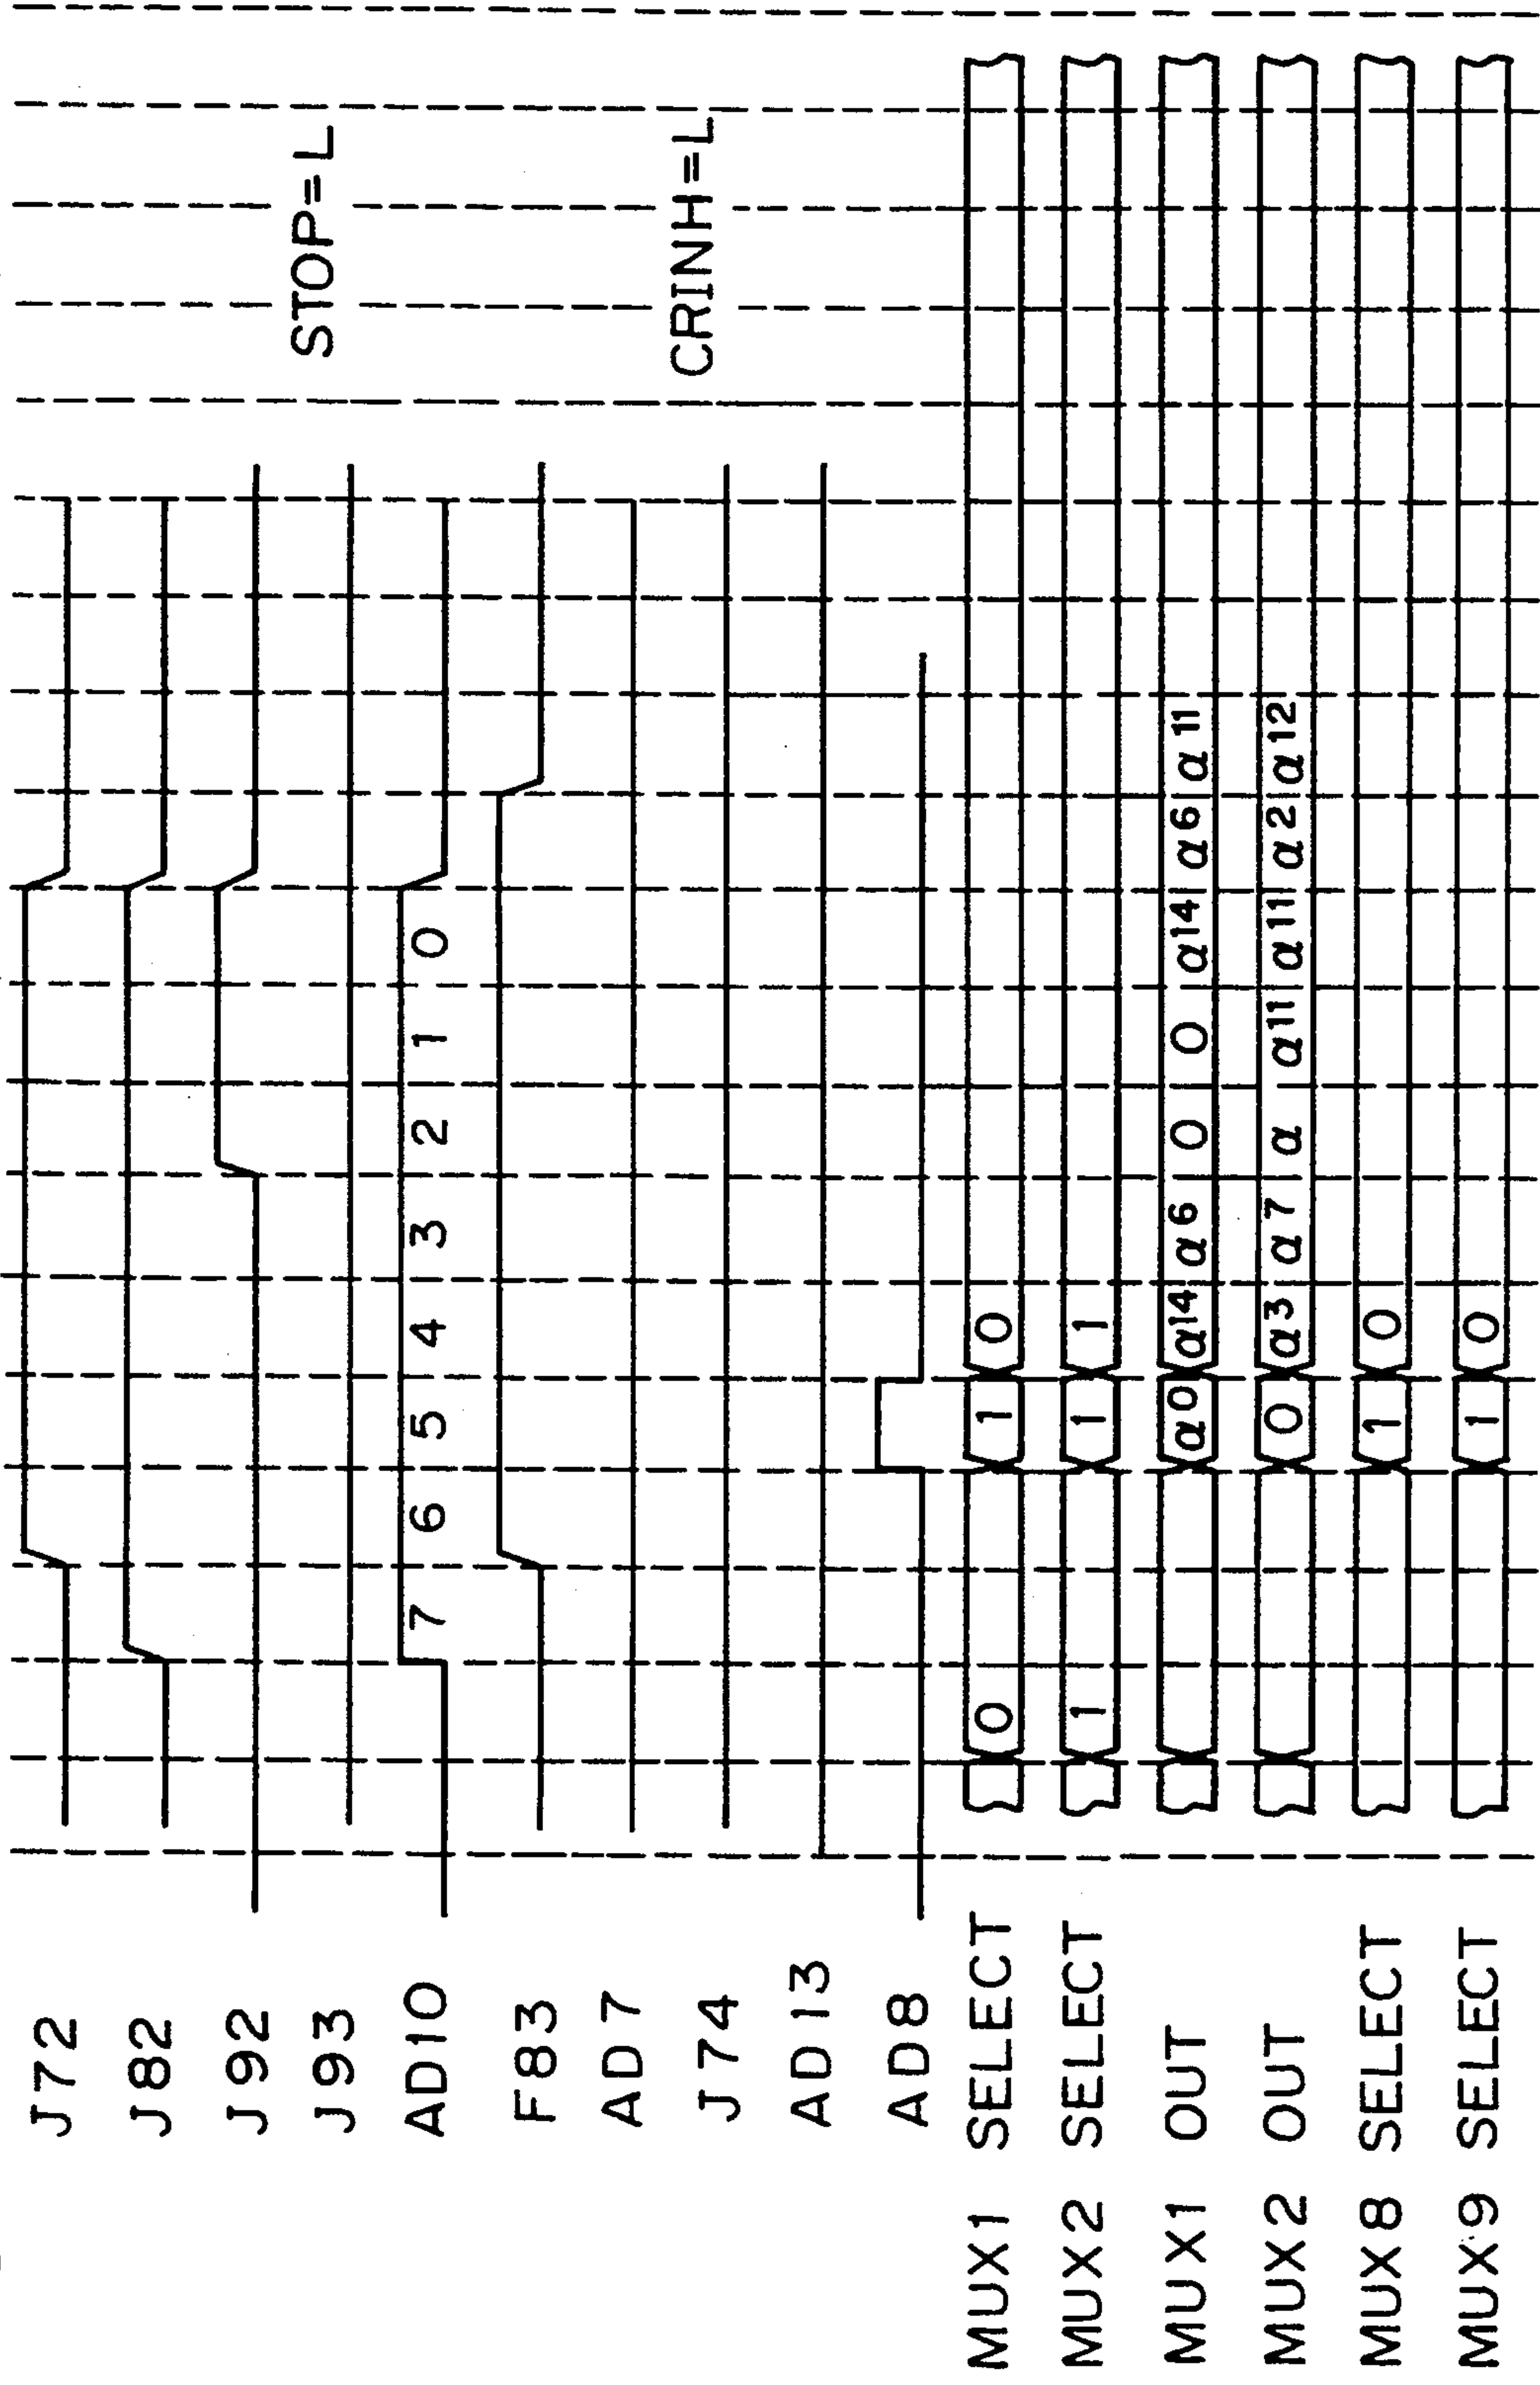 J72
J82
J92
J93
STOP=L
AD10 7 6 5 4 3 2 1 0
F83
AD7
J74
CRINH=L
AD13
AD8
MUX1 SELECT 0 1 0
MUX2 SELECT 1 1 1
MUX1 OUT α0 α14 α6 0 0 α14 α6 α11
MUX2 OUT 0 α3 α7 α α11 α11 α2 α12
MUX8 SELECT 1 0
MUX9 SELECT 1 0